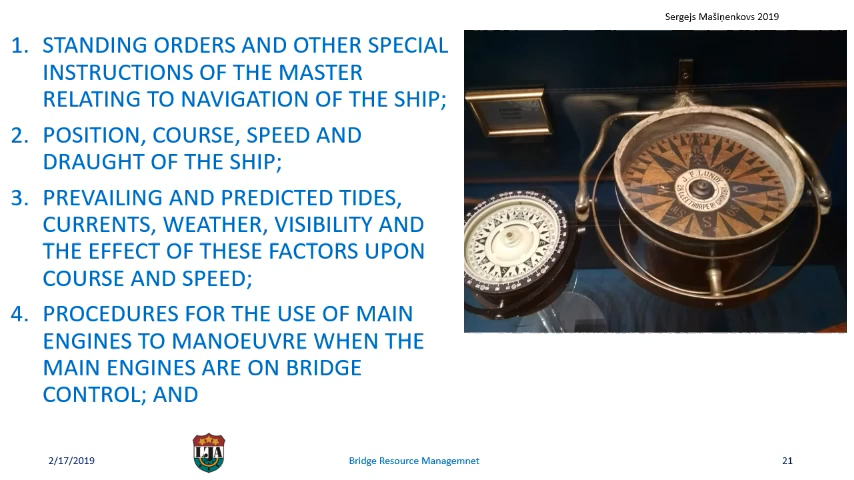 Sergejs Mašiņenkovs 2019
1. STANDING ORDERS AND OTHER SPECIAL
INSTRUCTIONS OF THE MASTER
RELATING TO NAVIGATION OF THE SHIP;
2. POSITION, COURSE, SPEED AND
DRAUGHT OF THE SHIP;
3. PREVAILING AND PREDICTED TIDES,
CURRENTS, WEATHER, VISIBILITY AND
THE EFFECT OF THESE FACTORS UPON
COURSE AND SPEED;
4. PROCEDURES FOR THE USE OF MAIN
ENGINES TO MANOEUVRE WHEN THE
MAIN ENGINES ARE ON BRIDGE
CONTROL; AND
2/17/2019
LJA
Bridge Resource Managemnet
21